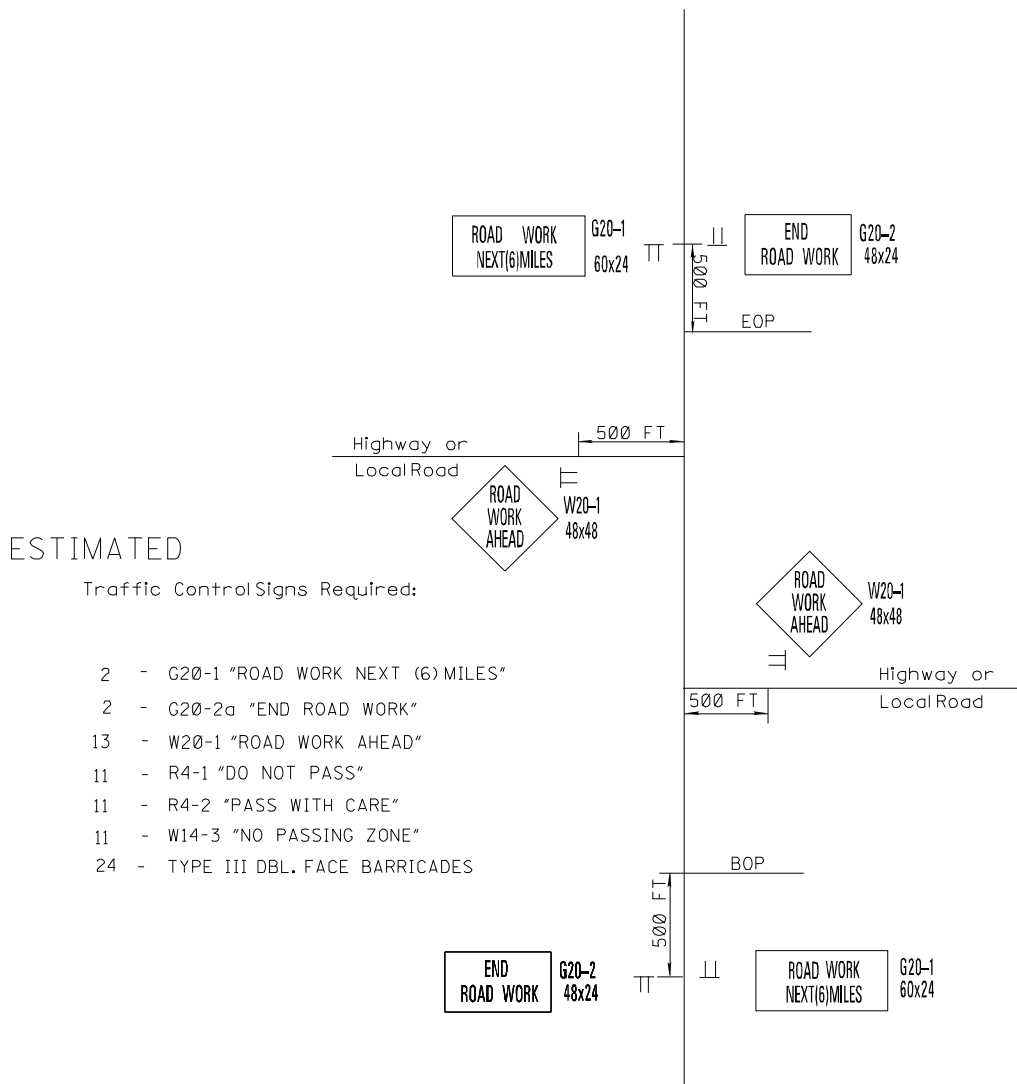 ROAD WORK
NEXT(6)MILES
G20-1
60x24
END
ROAD WORK
G20-2
48x24
500 FT
EOP
500 FT
Highway or
Local Road
ROAD
WORK
AHEAD
W20-1
48x48
ESTIMATED
Traffic Control Signs Required:
ROAD
WORK
AHEAD
W20-1
48x48
2 - G20-1 "ROAD WORK NEXT (6) MILES"
2 - G20-2a "END ROAD WORK"
13 - W20-1 "ROAD WORK AHEAD"
11 - R4-1 "DO NOT PASS"
11 - R4-2 "PASS WITH CARE"
11 - W14-3 "NO PASSING ZONE"
24 - TYPE III DBL. FACE BARRICADES
Highway or
Local Road
500 FT
BOP
500 FT
END
ROAD WORK
G20-2
48x24
ROAD WORK
NEXT(6)MILES
G20-1
60x24